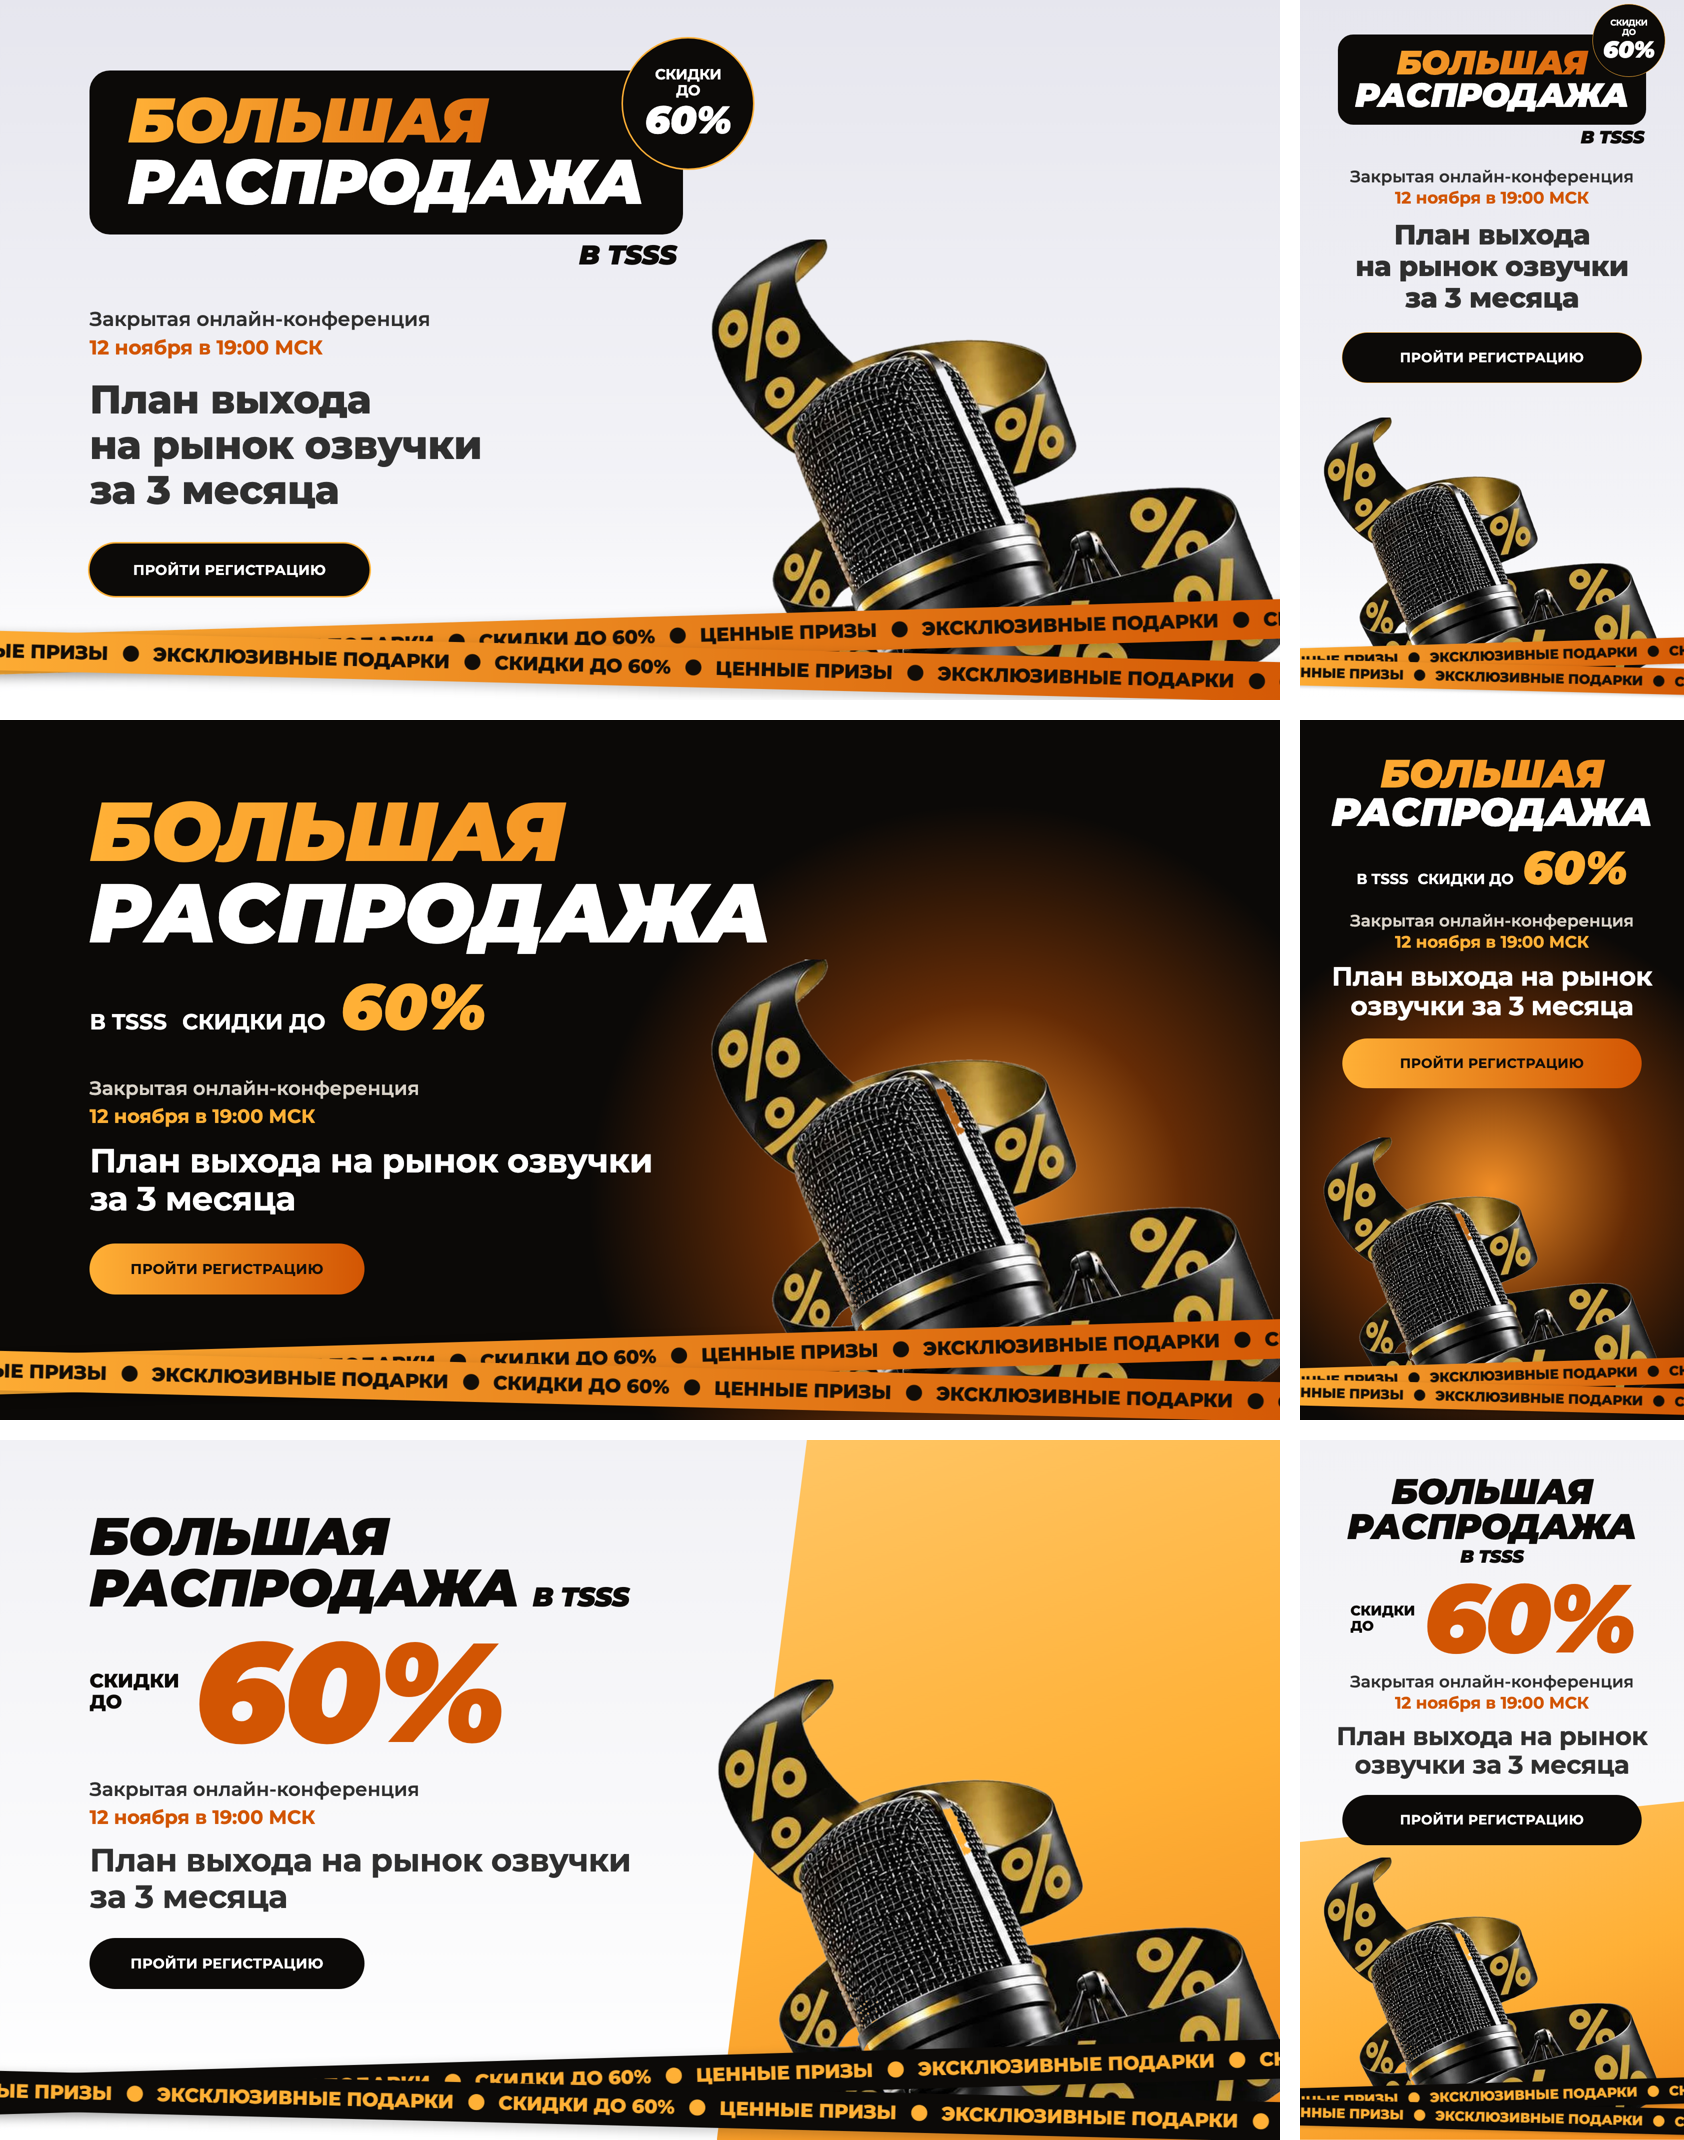 БОЛЬШАЯ
РАСПРОДАЖА
СКИДКИ
ДО
60%
В TSSS
Закрытая онлайн-конференция
12 ноября в 19:00 МСК
План выхода
на рынок озвучки
за 3 месяца
ПРОЙТИ РЕГИСТРАЦИЮ
СКИДКИ ДО 60% ● ЦЕННЫЕ ПРИЗЫ ● ЭКСКЛЮЗИВНЫЕ ПОДАРКИ ●
ПРИЗЫ ● ЭКСКЛЮЗИВНЫЕ ПОДАРКИ ● СКИДКИ ДО 60% ● ЦЕННЫЕ ПРИЗЫ ● ЭКСКЛЮЗИВНЫЕ ПОДАРКИ ●
СКИДКИ
ДО
60%
БОЛЬШАЯ
РАСПРОДАЖА
В TSSS
Закрытая онлайн-конференция
12 ноября в 19:00 МСК
План выхода
на рынок озвучки
за 3 месяца
ПРОЙТИ РЕГИСТРАЦИЮ
ПРИЗЫ ● ЭКСКЛЮЗИВНЫЕ ПОДАРКИ ●
ПРИЗЫ ● ЭКСКЛЮЗИВНЫЕ ПОДАРКИ ●
БОЛЬШАЯ
РАСПРОДАЖА
В TSSS СКИДКИ ДО 60%
Закрытая онлайн-конференция
12 ноября в 19:00 МСК
План выхода на рынок озвучки
за 3 месяца
ПРОЙТИ РЕГИСТРАЦИЮ
СКИДКИ ДО 60% ● ЦЕННЫЕ ПРИЗЫ ● ЭКСКЛЮЗИВНЫЕ ПОДАРКИ ●
ПРИЗЫ ● ЭКСКЛЮЗИВНЫЕ ПОДАРКИ ● СКИДКИ ДО 60% ● ЦЕННЫЕ ПРИЗЫ ● ЭКСКЛЮЗИВНЫЕ ПОДАРКИ ●
БОЛЬШАЯ
РАСПРОДАЖА
В TSSS СКИДКИ ДО 60%
Закрытая онлайн-конференция
12 ноября в 19:00 МСК
План выхода на рынок
озвучки за 3 месяца
ПРОЙТИ РЕГИСТРАЦИЮ
ПРИЗЫ ● ЭКСКЛЮЗИВНЫЕ ПОДАРКИ ●
ПРИЗЫ ● ЭКСКЛЮЗИВНЫЕ ПОДАРКИ ●
БОЛЬШАЯ
РАСПРОДАЖА В TSSS
СКИДКИ
ДО
60%
Закрытая онлайн-конференция
12 ноября в 19:00 МСК
План выхода на рынок озвучки
за 3 месяца
ПРОЙТИ РЕГИСТРАЦИЮ
СКИДКИ ДО 60% ● ЦЕННЫЕ ПРИЗЫ ● ЭКСКЛЮЗИВНЫЕ ПОДАРКИ ●
ПРИЗЫ ● ЭКСКЛЮЗИВНЫЕ ПОДАРКИ ● СКИДКИ ДО 60% ● ЦЕННЫЕ ПРИЗЫ ● ЭКСКЛЮЗИВНЫЕ ПОДАРКИ ●
БОЛЬШАЯ
РАСПРОДАЖА
В TSSS
СКИДКИ
ДО
60%
Закрытая онлайн-конференция
12 ноября в 19:00 МСК
План выхода на рынок
озвучки за 3 месяца
ПРОЙТИ РЕГИСТРАЦИЮ
ПРИЗЫ ● ЭКСКЛЮЗИВНЫЕ ПОДАРКИ ●
ПРИЗЫ ● ЭКСКЛЮЗИВНЫЕ ПОДАРКИ ●